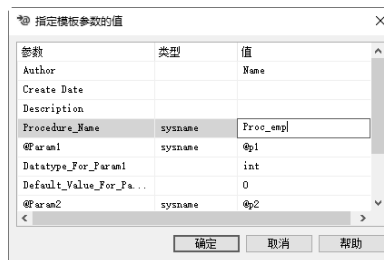 指定模板参数的值
参数 类型 值
Author Name
Create Date
Description
Procedure_Name sysname Proc_emp
@Param1 sysname @p1
Datatype_For_Param1 int
Default_Value_For_Pa... 0
@Param2 sysname @p2
确定 取消 帮助